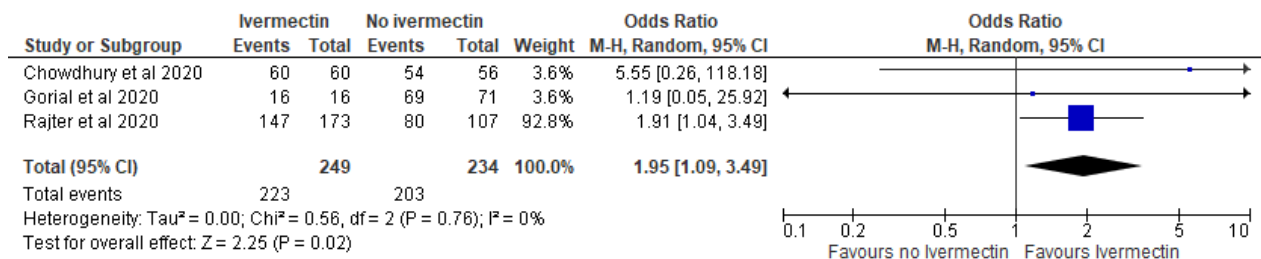 Ivermectin No ivermectin Odds Ratio Odds Ratio
Study or Subgroup Events Total Events Total Weight M-H, Random, 95% CI M-H, Random, 95% CI
Chowdhury et al 2020 60 60 54 56 3.6% 5.55 [0.26, 118.18]
Gorial et al 2020 16 16 69 71 3.6% 1.19 [0.05, 25.92]
Rajter et al 2020 147 173 80 107 92.8% 1.91 [1.04, 3.49]
Total (95% CI) 249 234 100.0% 1.95 [1.09, 3.49]
Total events 223 203
Heterogeneity: Tau² = 0.00; Chi² = 0.56, df = 2 (P = 0.76); I² = 0%
Test for overall effect: Z = 2.25 (P = 0.02)
0.1 0.2 0.5 1 2 5 10
Favours no Ivermectin Favours Ivermectin